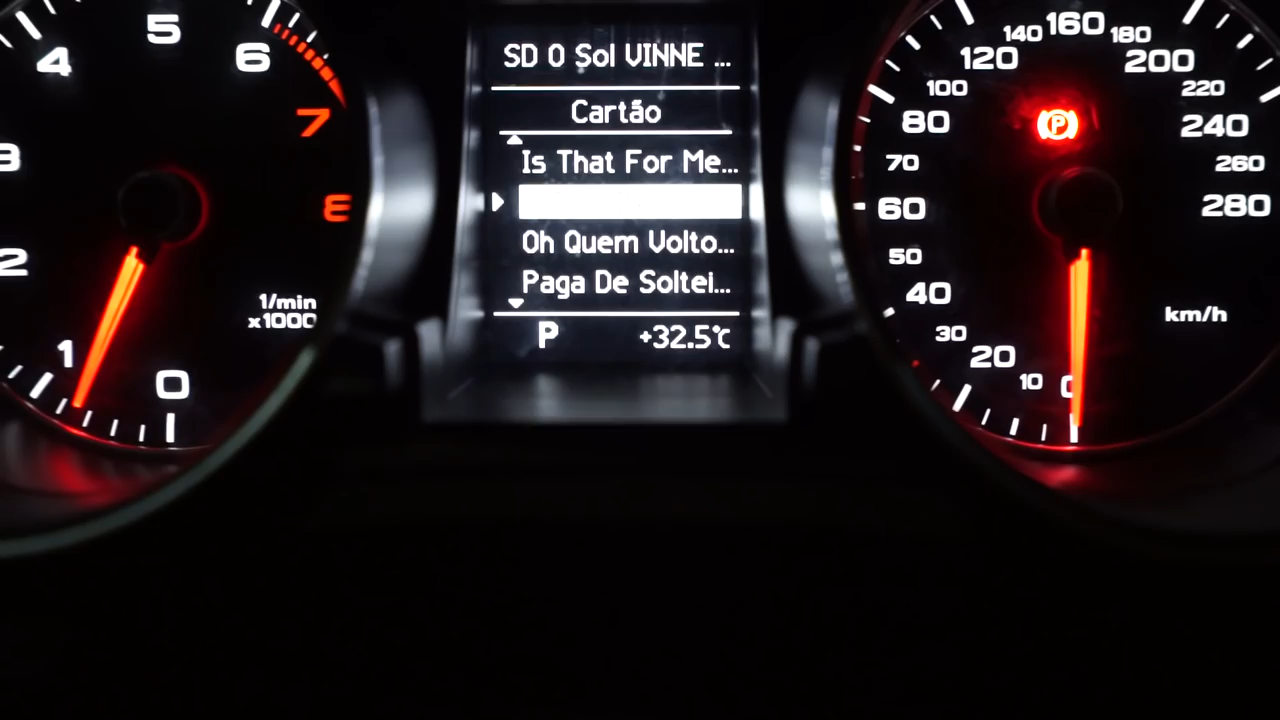 5
4
6
7
3
8
2
1/min
x1000
1
0
SD 0 Sol VINNE ...
Cartão
Is That For Me...
Oh Quem Volto...
Paga De Soltei...
P +32.5°C
160
140 180
120 200
100 220
P
80 240
70 260
60 280
50
40
km/h
30
20
10 0